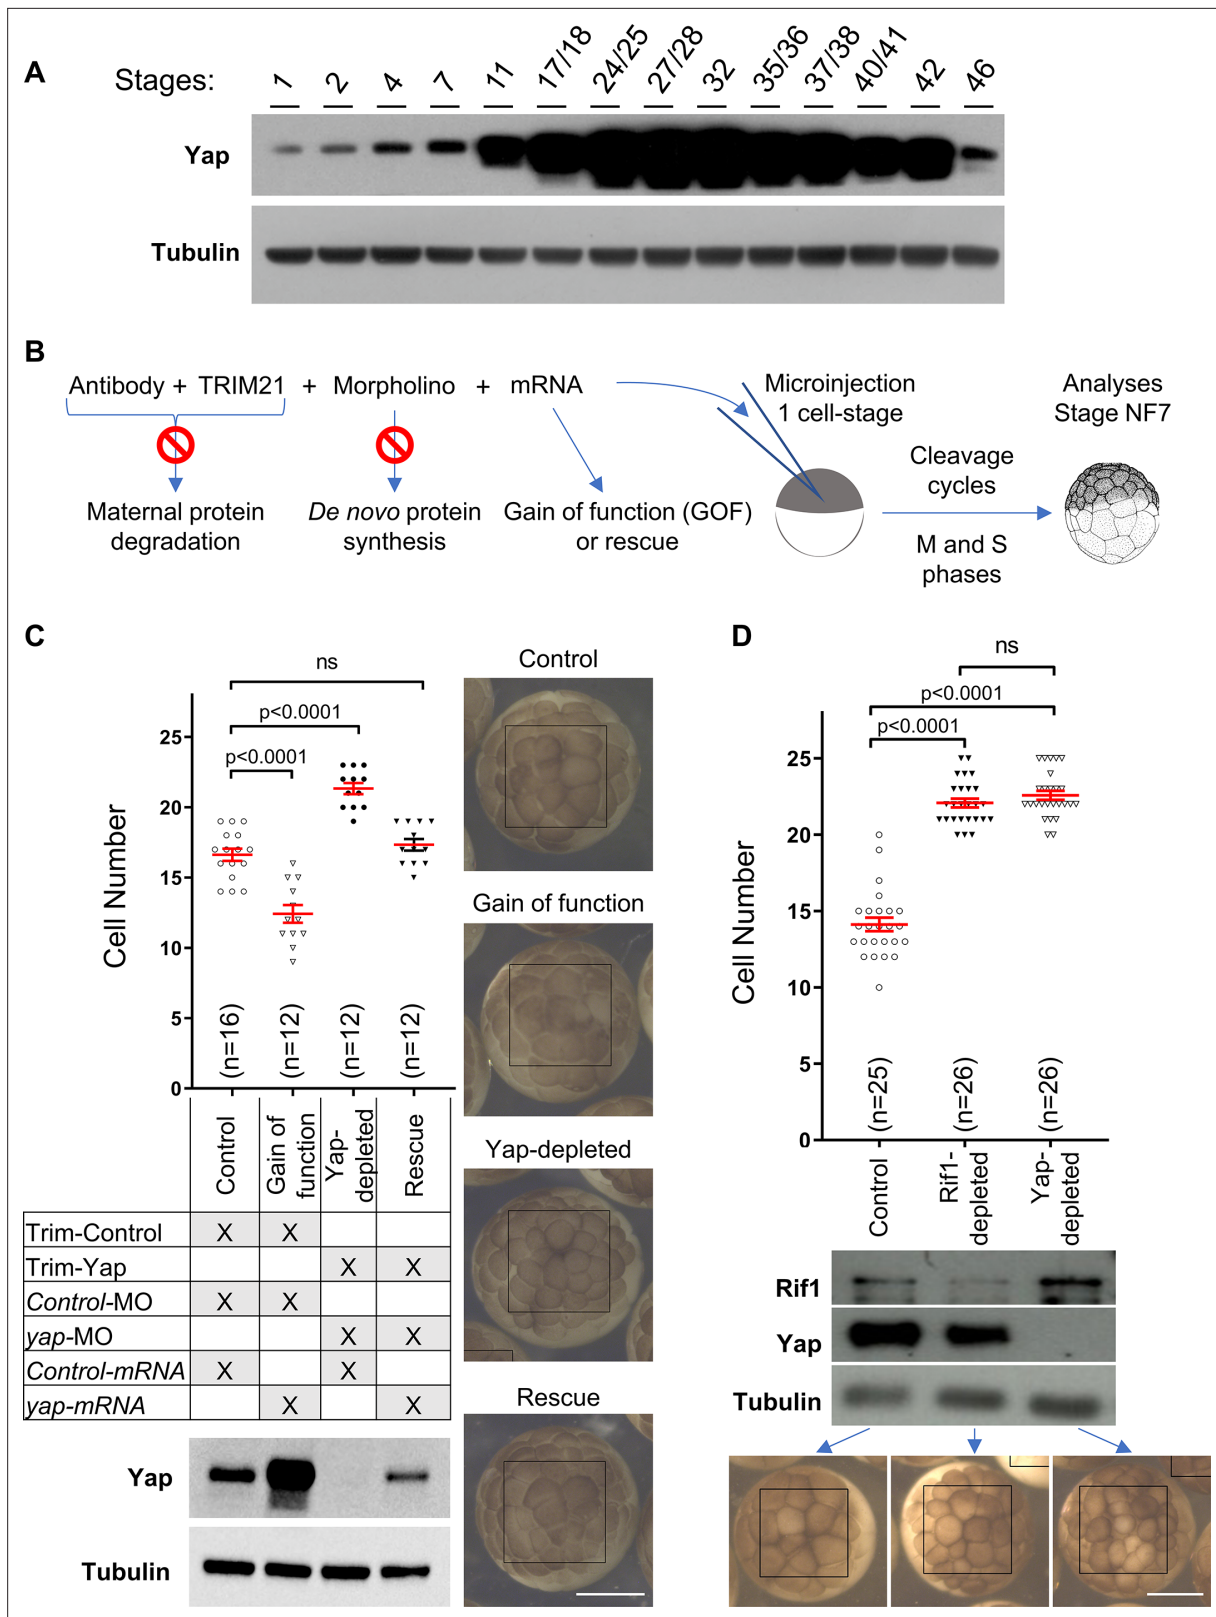 A
Stages: 1 2 4 7 11 17/18 24/25 27/28 32 35/36 37/38 40/41 42 46
Yap
Tubulin
B
Antibody + TRIM21 + Morpholino + mRNA
Maternal protein
degradation
De novo protein
synthesis
Gain of function (GOF)
or rescue
Microinjection
1 cell-stage
Cleavage
cycles
M and S
phases
Analyses
Stage NF7
C
ns
p<0.0001
p<0.0001
Cell Number
25
20
15
10
5
0
(n=16) (n=12) (n=12) (n=12)
Control
Gain of
function
Yap-
depleted
Rescue
Trim-Control X X
Trim-Yap X X
Control-MO X X
yap-MO X X
Control-mRNA X X
yap-mRNA X X
Yap
Tubulin
Control
Gain of function
Yap-depleted
Rescue
D
ns
p<0.0001
p<0.0001
Cell Number
25
20
15
10
5
0
(n=25) (n=26) (n=26)
Control
Rif1-
depleted
Yap-
depleted
Rif1
Yap
Tubulin